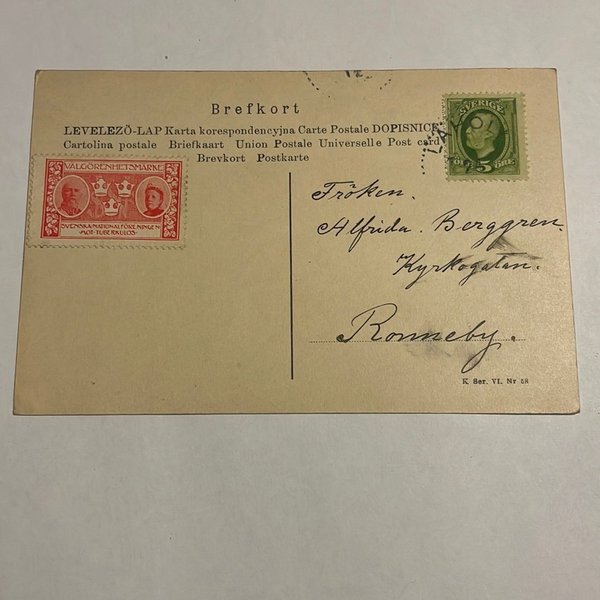 Brefkort
LEVELEZÖ-LAP Karta korespondencyjna Carte Postale DOPISNICE
Cartolina postale Briefkaart Union Postale Universelle Post card
Brevkort Postkarte
SVERIGE
5
ÖRE
VÄLGÖRENHETSMÄRKE
SVENSKA NATIONALFÖRENINGEN
MOT TUBERKULOS
Fröken.
Alfrida. Berggren.
Kyrkogatan.
Ronneby.
K. Ser. VI. Nr 58